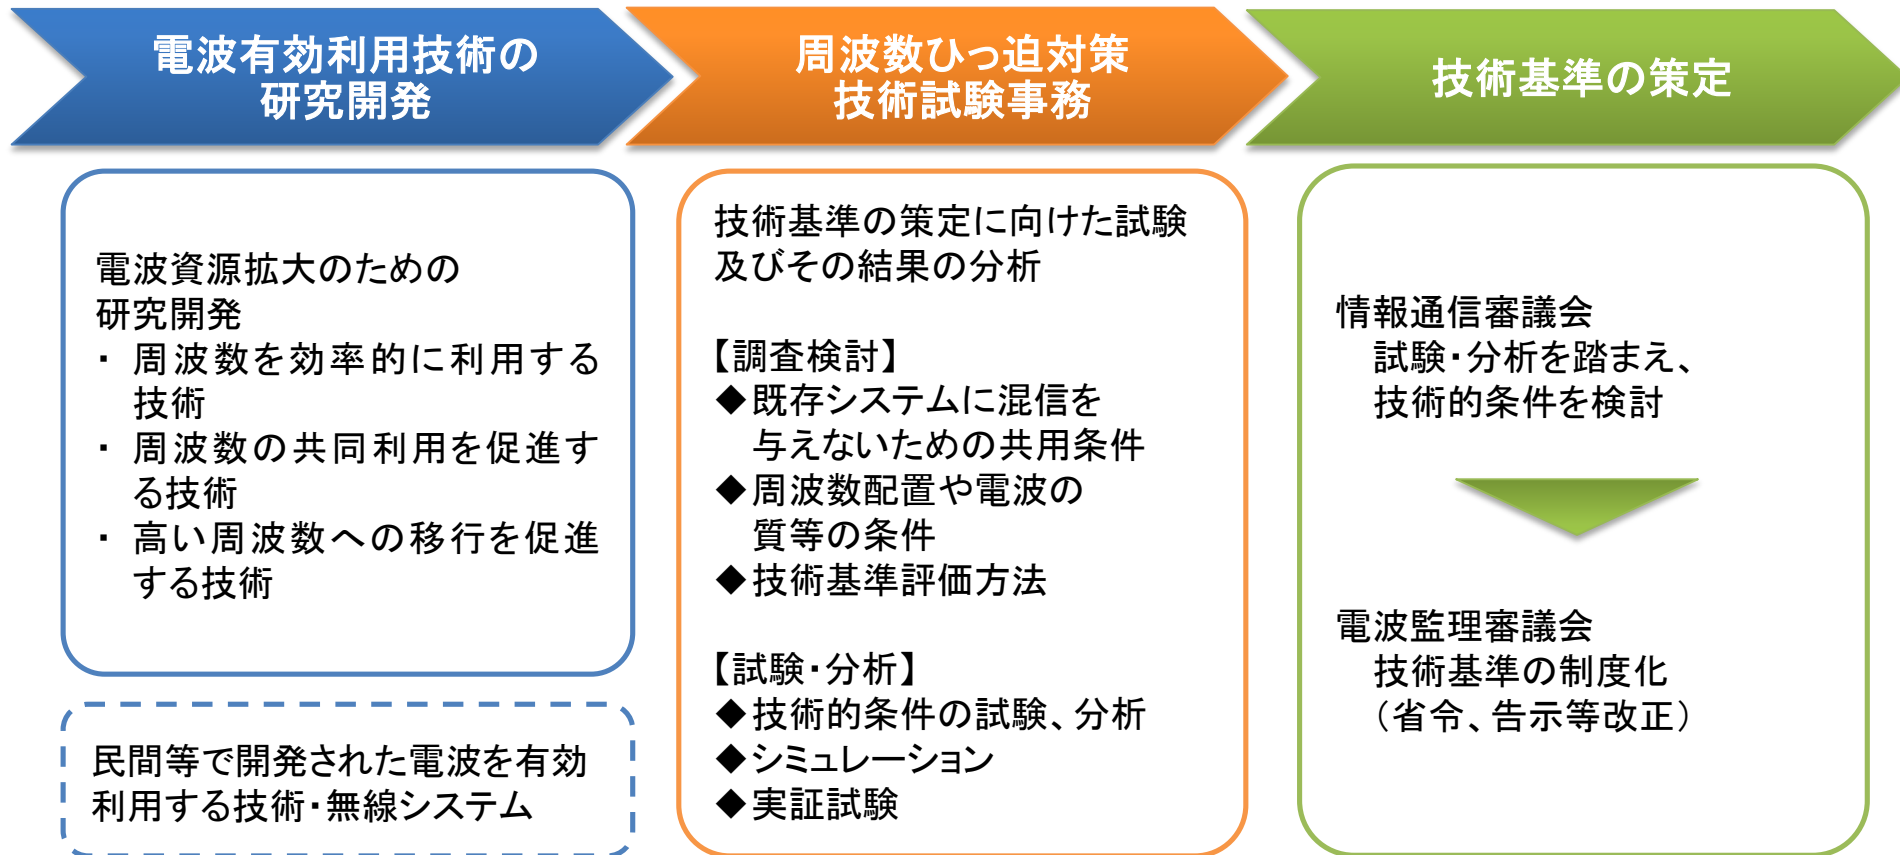 電波有効利用技術の
研究開発
周波数ひっ迫対策
技術試験事務
技術基準の策定
電波資源拡大のための
研究開発
・ 周波数を効率的に利用する
技術
・ 周波数の共同利用を促進す
る技術
・ 高い周波数への移行を促進
する技術
民間等で開発された電波を有効
利用する技術・無線システム
技術基準の策定に向けた試験
及びその結果の分析
【調査検討】
◆既存システムに混信を
与えないための共用条件
◆周波数配置や電波の
質等の条件
◆技術基準評価方法
【試験・分析】
◆技術的条件の試験、分析
◆シミュレーション
◆実証試験
情報通信審議会
試験・分析を踏まえ、
技術的条件を検討
電波監理審議会
技術基準の制度化
（省令、告示等改正）